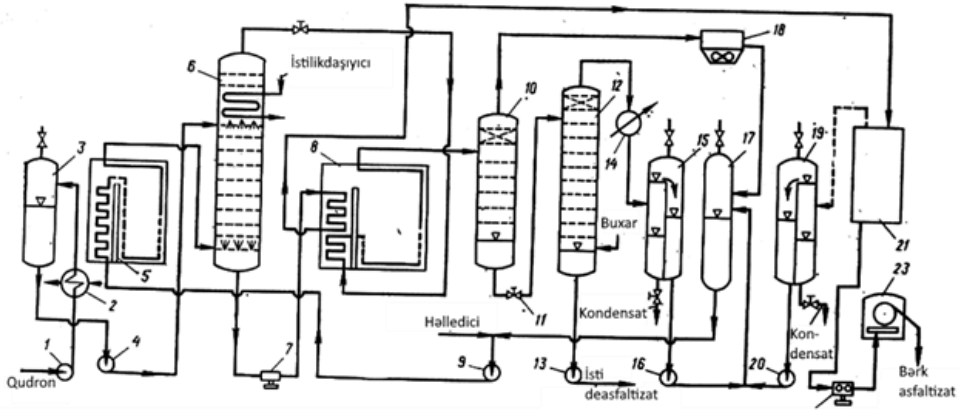 18
6
İstilikdaşıyıcı
10
12
19
3
8
14
15
17
Buxar
21
5
23
2
11
Kondensat
Həlledici
Kon-
densat
1
4
7
9
13
16
20
Qudron
İsti
deasfaltizat
Bərk
asfaltizat